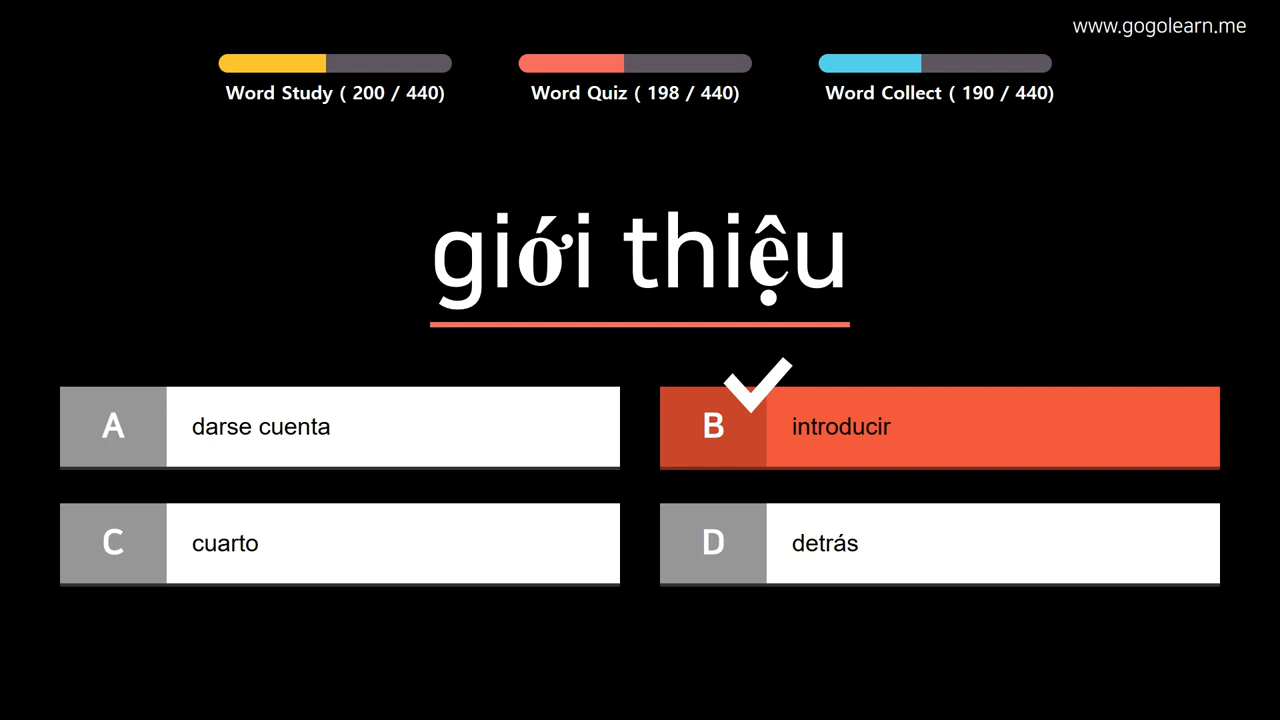 www.gogolearn.me
Word Study ( 200 / 440)
Word Quiz ( 198 / 440)
Word Collect ( 190 / 440)
giới thiệu
A darse cuenta
B introducir
C cuarto
D detrás